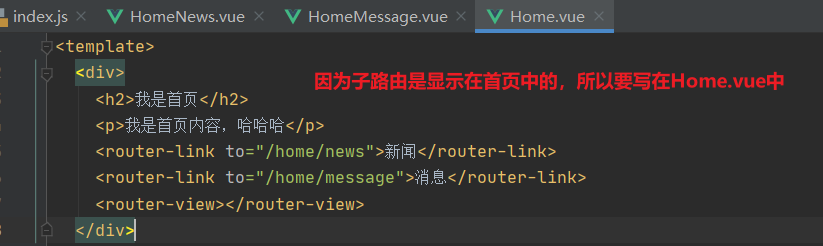 index.js
HomeNews.vue
HomeMessage.vue
Home.vue
<template>
<div>
因为子路由是显示在首页中的，所以要写在Home.vue中
<h2>我是首页</h2>
<p>我是首页内容，哈哈哈</p>
<router-link to="/home/news">新闻</router-link>
<router-link to="/home/message">消息</router-link>
<router-view></router-view>
</div>